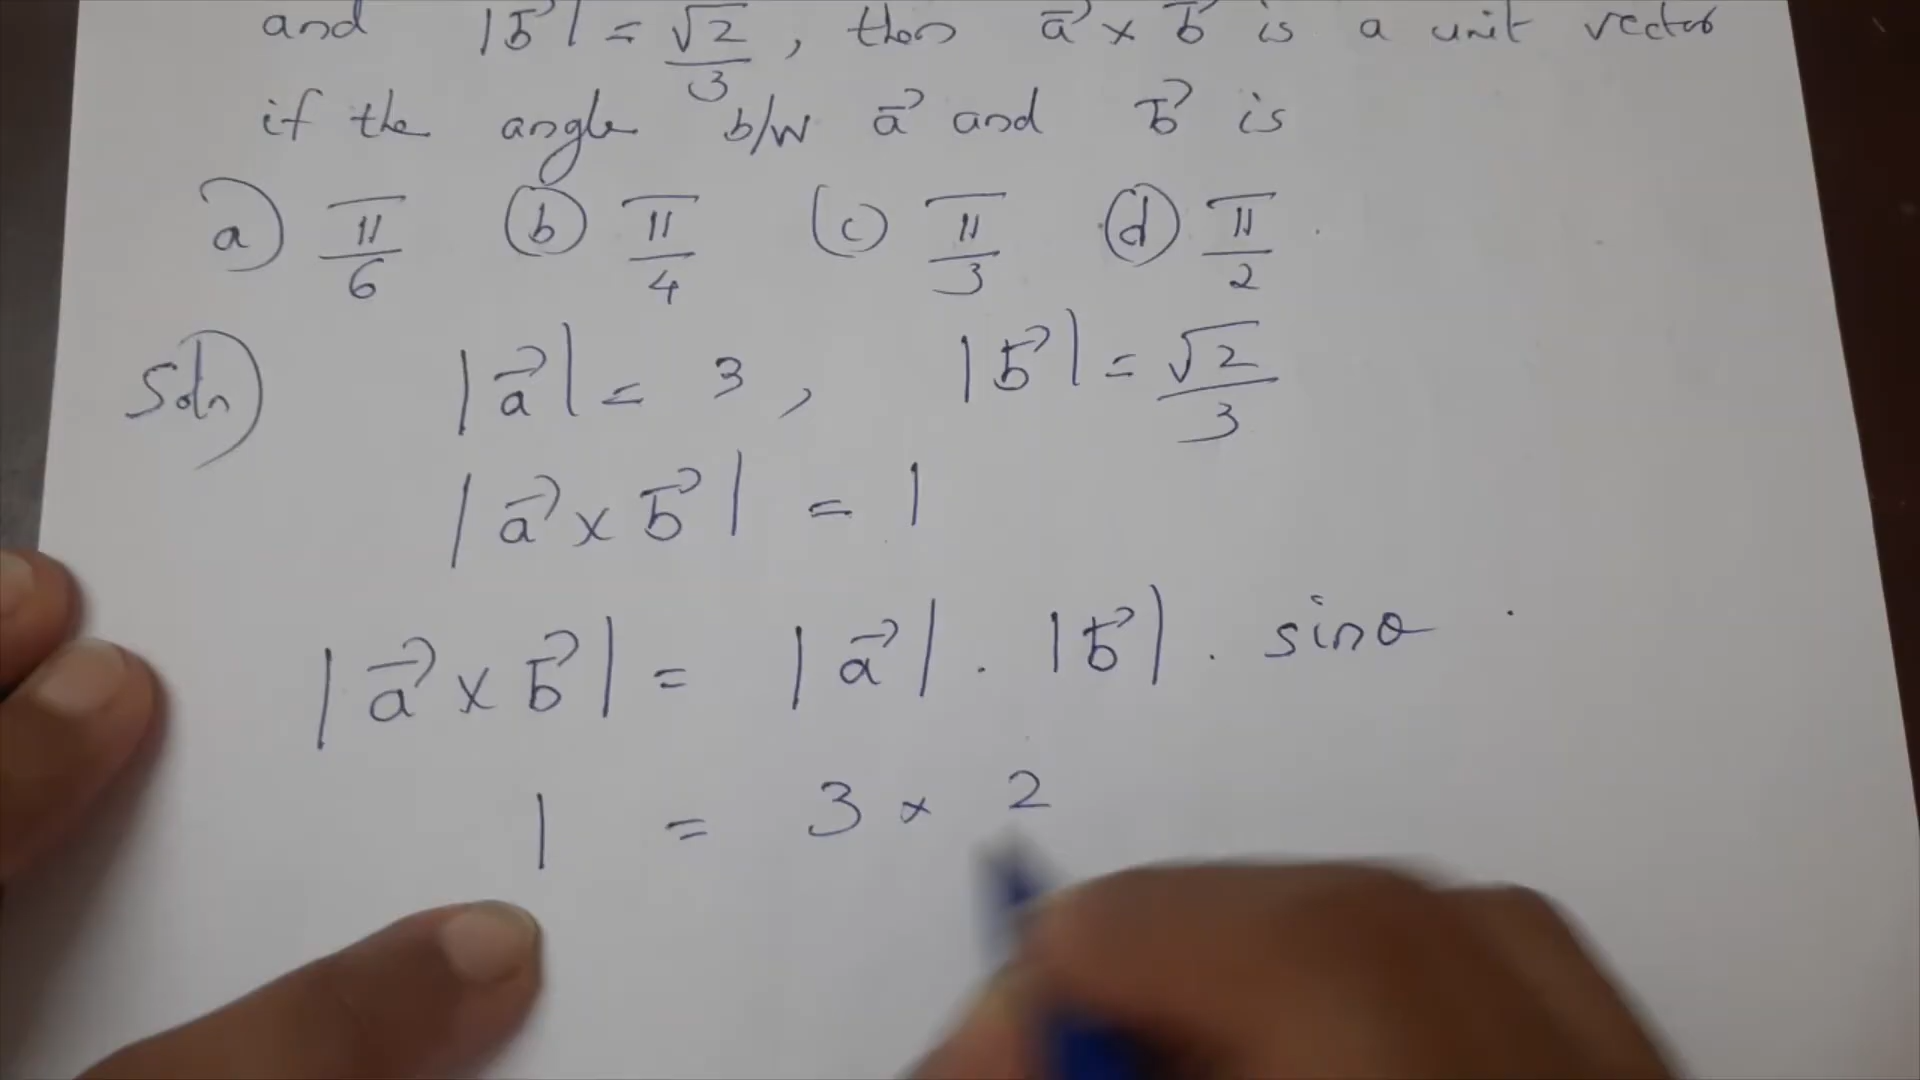 and |b⃗| = √2/3, then a⃗ × b⃗ is a unit vector
if the angle b/w a⃗ and b⃗ is
a) π/6 (b) π/4 (c) π/3 (d) π/2.
Soln) |a⃗| = 3, |b⃗| = √2/3
|a⃗ × b⃗| = 1
|a⃗ × b⃗| = |a⃗| . |b⃗| . sinθ
1 = 3 × 2